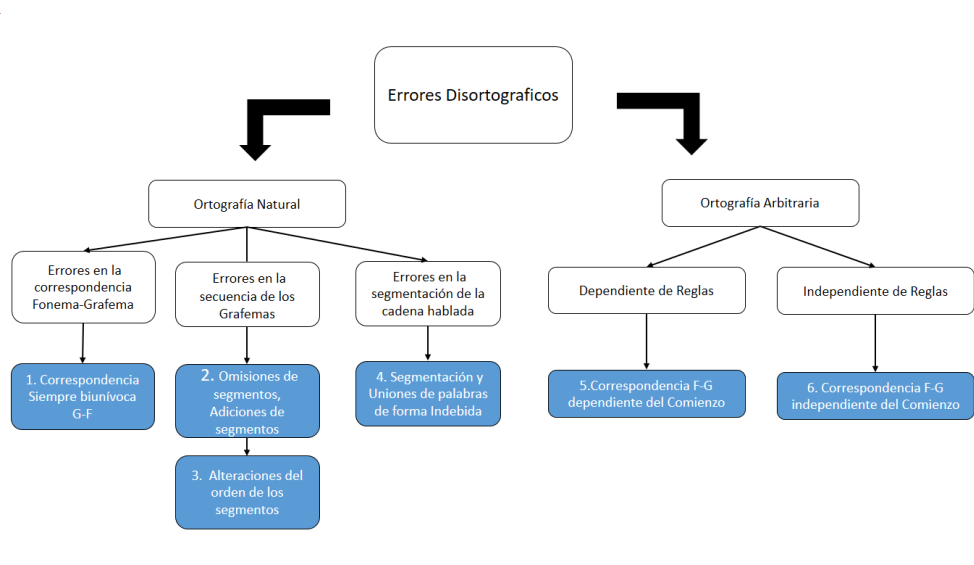 Errores Disortograficos
Ortografía Natural
Ortografía Arbitraria
Errores en la
correspondencia
Fonema-Grafema
Errores en la
secuencia de los
Grafemas
Errores en la
segmentación de la
cadena hablada
Dependiente de Reglas
Independiente de Reglas
1. Correspondencia
Siempre biunívoca
G-F
2. Omisiones de
segmentos,
Adiciones de
segmentos
4. Segmentación y
Uniones de palabras
de forma Indebida
5.Correspondencia F-G
dependiente del Comienzo
6. Correspondencia F-G
independiente del Comienzo
3. Alteraciones del
orden de los
segmentos